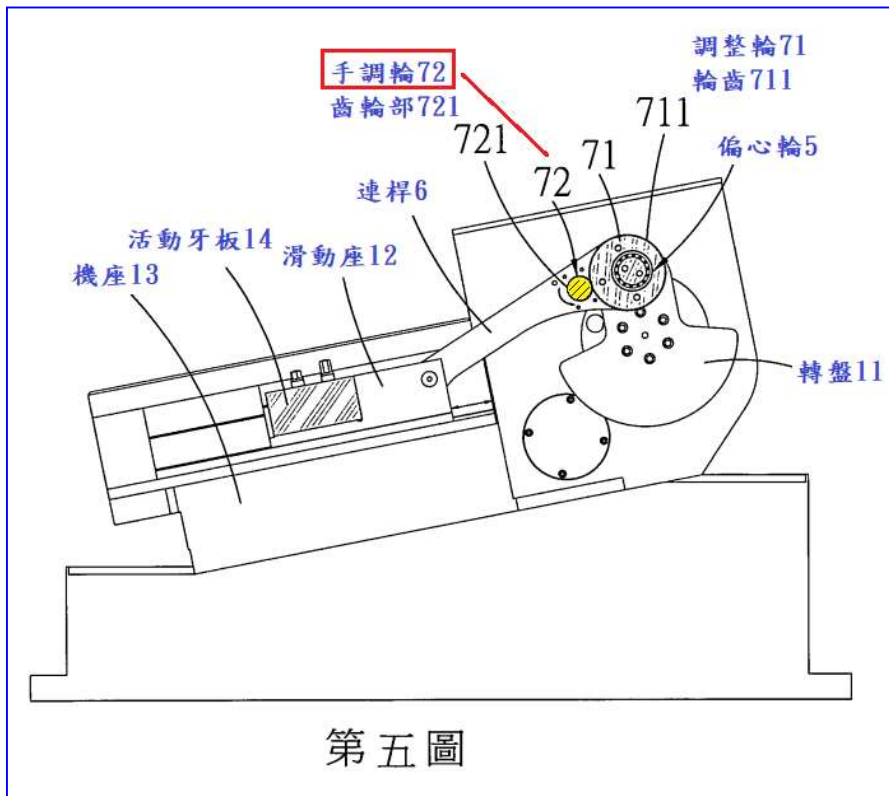 手調輪72
齒輪部721
調整輪71
輪齒711
偏心輪5
721
72
71
711
連桿6
活動牙板14
滑動座12
機座13
轉盤11
第五圖